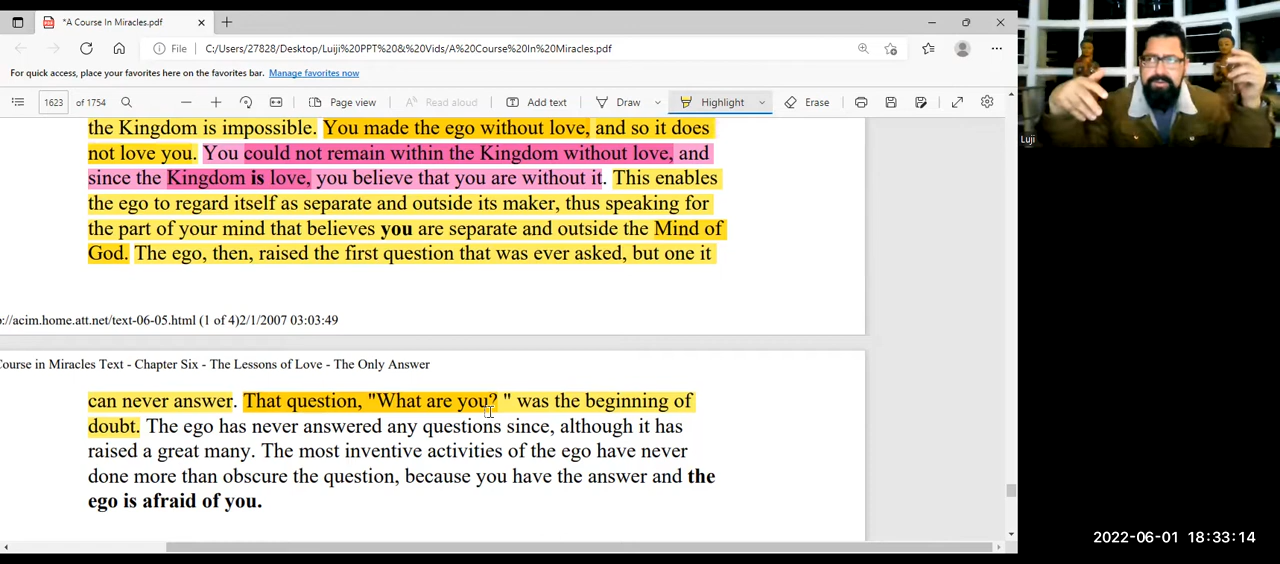 *A Course In Miracles.pdf
File C:/Users/27828/Desktop/Luiji%20PPT%20&%20Vids/A%20Course%20In%20Miracles.pdf
For quick access, place your favorites here on the favorites bar. Manage favorites now
1623 of 1754 Page view Read aloud Add text Draw Highlight Erase
the Kingdom is impossible. You made the ego without love, and so it does
not love you. You could not remain within the Kingdom without love, and
since the Kingdom is love, you believe that you are without it. This enables
the ego to regard itself as separate and outside its maker, thus speaking for
the part of your mind that believes you are separate and outside the Mind of
God. The ego, then, raised the first question that was ever asked, but one it
p://acim.home.att.net/text-06-05.html (1 of 4)2/1/2007 03:03:49
Course in Miracles Text - Chapter Six - The Lessons of Love - The Only Answer
can never answer. That question, "What are you? " was the beginning of
doubt. The ego has never answered any questions since, although it has
raised a great many. The most inventive activities of the ego have never
done more than obscure the question, because you have the answer and the
ego is afraid of you.
Luji
2022-06-01 18:33:14